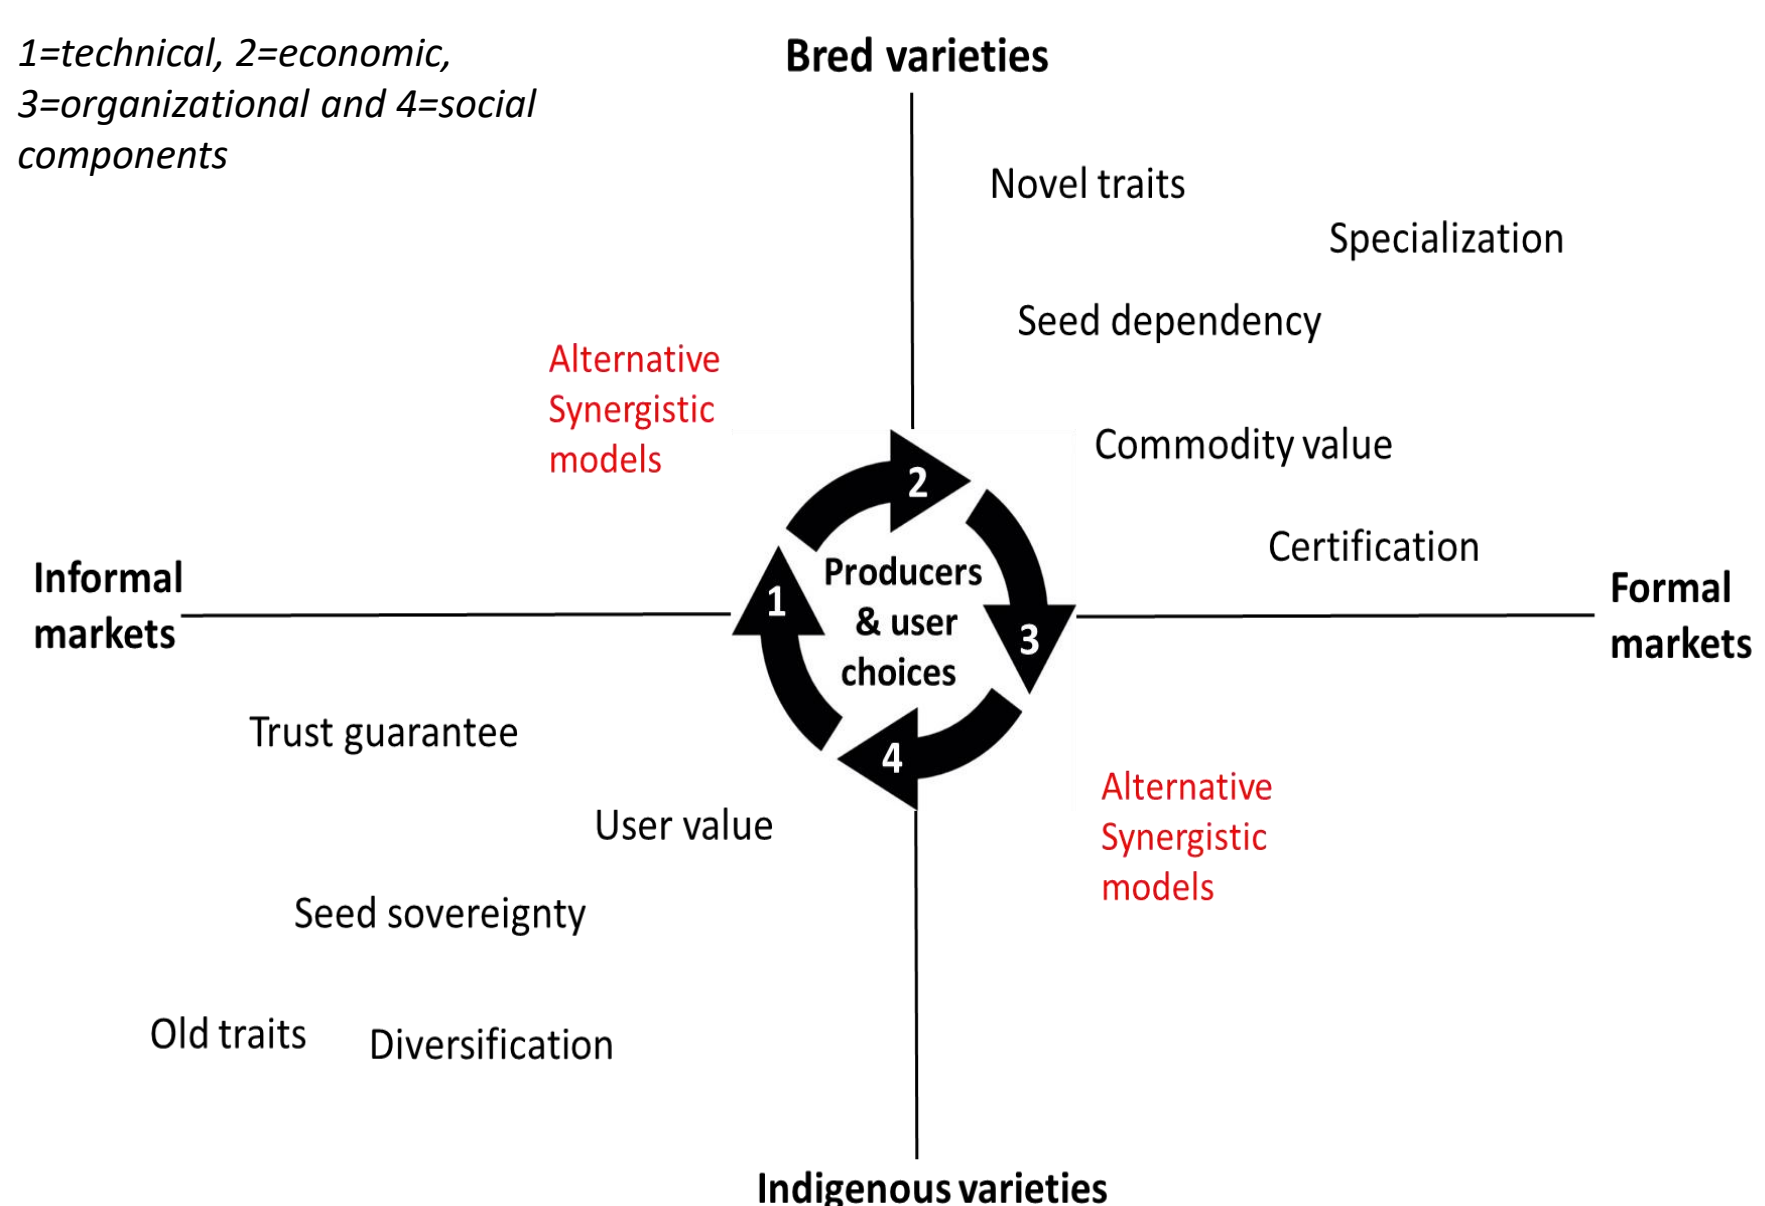 1=technical, 2=economic,
3=organizational and 4=social
components
Bred varieties
Novel traits
Specialization
Seed dependency
Alternative
Synergistic
models
Commodity value
Certification
2
1
3
4
Producers
& user
choices
Informal
markets
Formal
markets
Trust guarantee
User value
Alternative
Synergistic
models
Seed sovereignty
Old traits
Diversification
Indigenous varieties